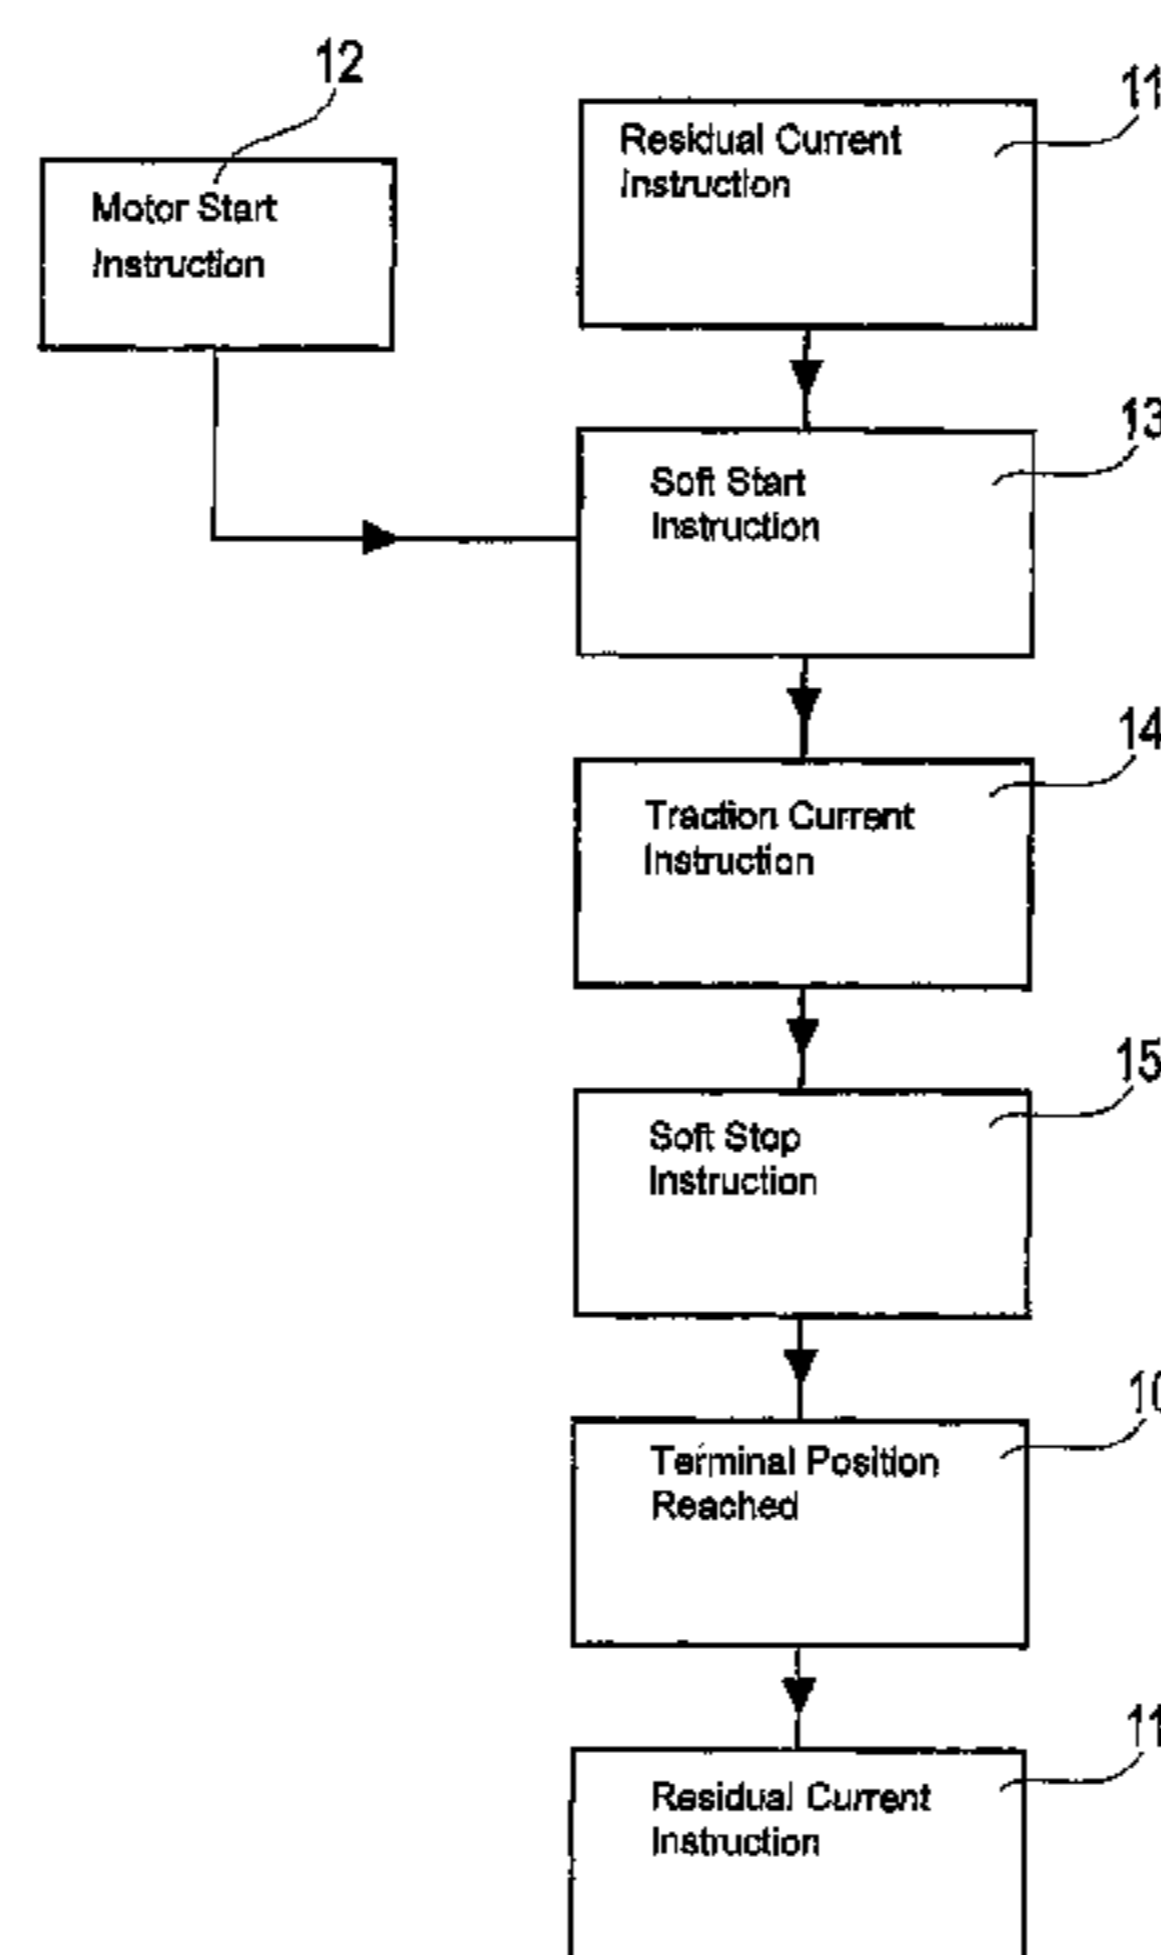 12
11
Residual Current
Instruction
Motor Start
Instruction
13
Soft Start
Instruction
14
Traction Current
Instruction
15
Soft Stop
Instruction
10
Terminal Position
Reached
11
Residual Current
Instruction